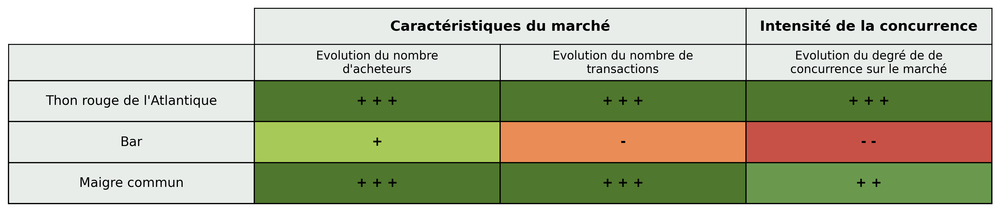 Caractéristiques du marché
Intensité de la concurrence
Evolution du nombre
d'acheteurs
Evolution du nombre de
transactions
Evolution du degré de de
concurrence sur le marché
Thon rouge de l'Atlantique
+ + +
+ + +
+ + +
Bar
+
-
- -
Maigre commun
+ + +
+ + +
+ +